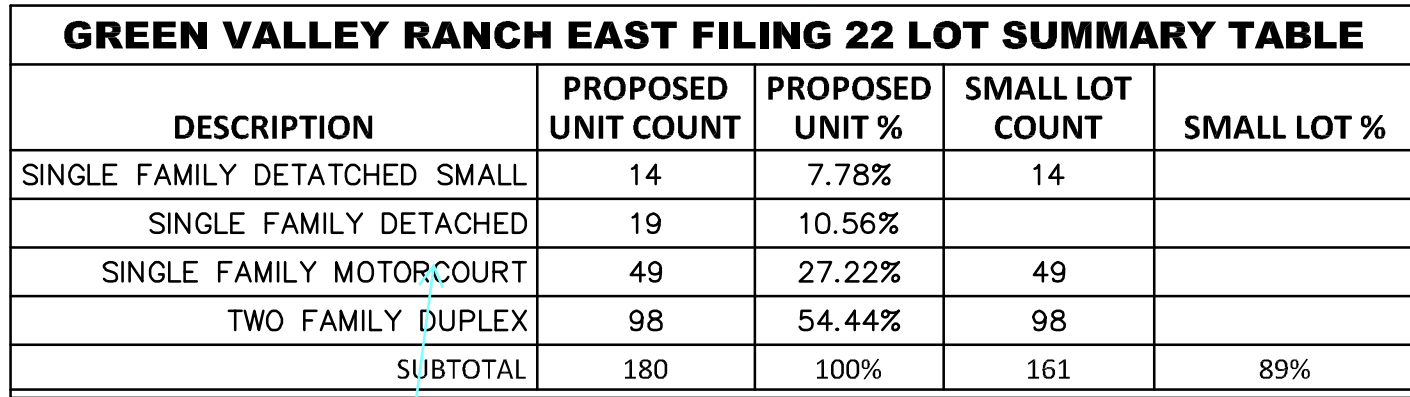 GREEN VALLEY RANCH EAST FILING 22 LOT SUMMARY TABLE
DESCRIPTION PROPOSED UNIT COUNT PROPOSED UNIT % SMALL LOT COUNT SMALL LOT %
SINGLE FAMILY DETATCHED SMALL 14 7.78% 14
SINGLE FAMILY DETACHED 19 10.56%
SINGLE FAMILY MOTORCOURT 49 27.22% 49
TWO FAMILY DUPLEX 98 54.44% 98
SUBTOTAL 180 100% 161 89%